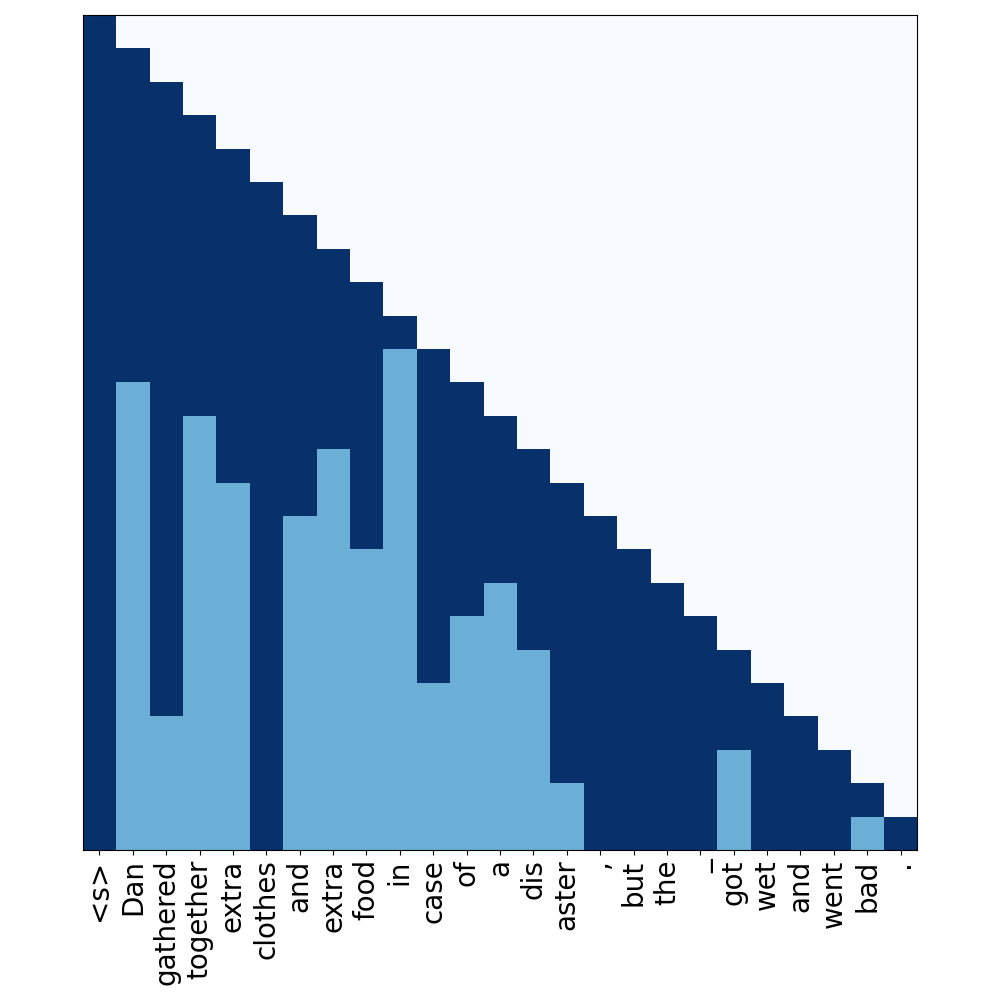 <s> Dan gathered together extra clothes and extra food in case of a dis aster , but the _ got wet and went bad .